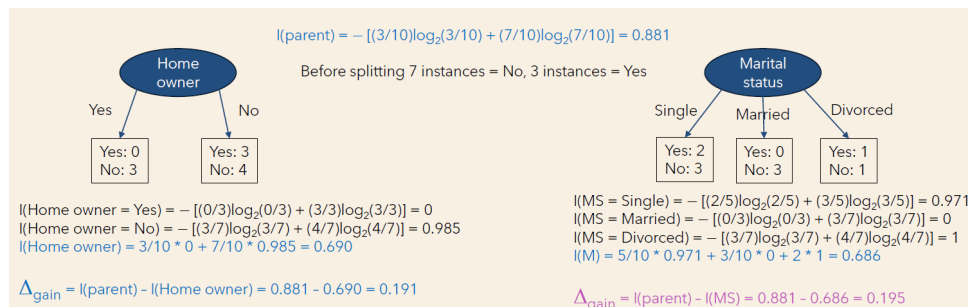 I(parent) = − [(3/10)log₂(3/10) + (7/10)log₂(7/10)] = 0.881
Home
owner
Before splitting 7 instances = No, 3 instances = Yes
Marital
status
Yes
No
Single
Married
Divorced
Yes: 0
No: 3
Yes: 3
No: 4
Yes: 2
No: 3
Yes: 0
No: 3
Yes: 1
No: 1
I(Home owner = Yes) = − [(0/3)log₂(0/3) + (3/3)log₂(3/3)] = 0
I(Home owner = No) = − [(3/7)log₂(3/7) + (4/7)log₂(4/7)] = 0.985
I(Home owner) = 3/10 * 0 + 7/10 * 0.985 = 0.690
Δgain = I(parent) – I(Home owner) = 0.881 – 0.690 = 0.191
I(MS = Single) = − [(2/5)log₂(2/5) + (3/5)log₂(3/5)] = 0.971
I(MS = Married) = − [(0/3)log₂(0/3) + (3/7)log₂(3/7)] = 0
I(MS = Divorced) = − [(3/7)log₂(3/7) + (4/7)log₂(4/7)] = 1
I(M) = 5/10 * 0.971 + 3/10 * 0 + 2 * 1 = 0.686
Δgain = I(parent) – I(MS) = 0.881 – 0.686 = 0.195